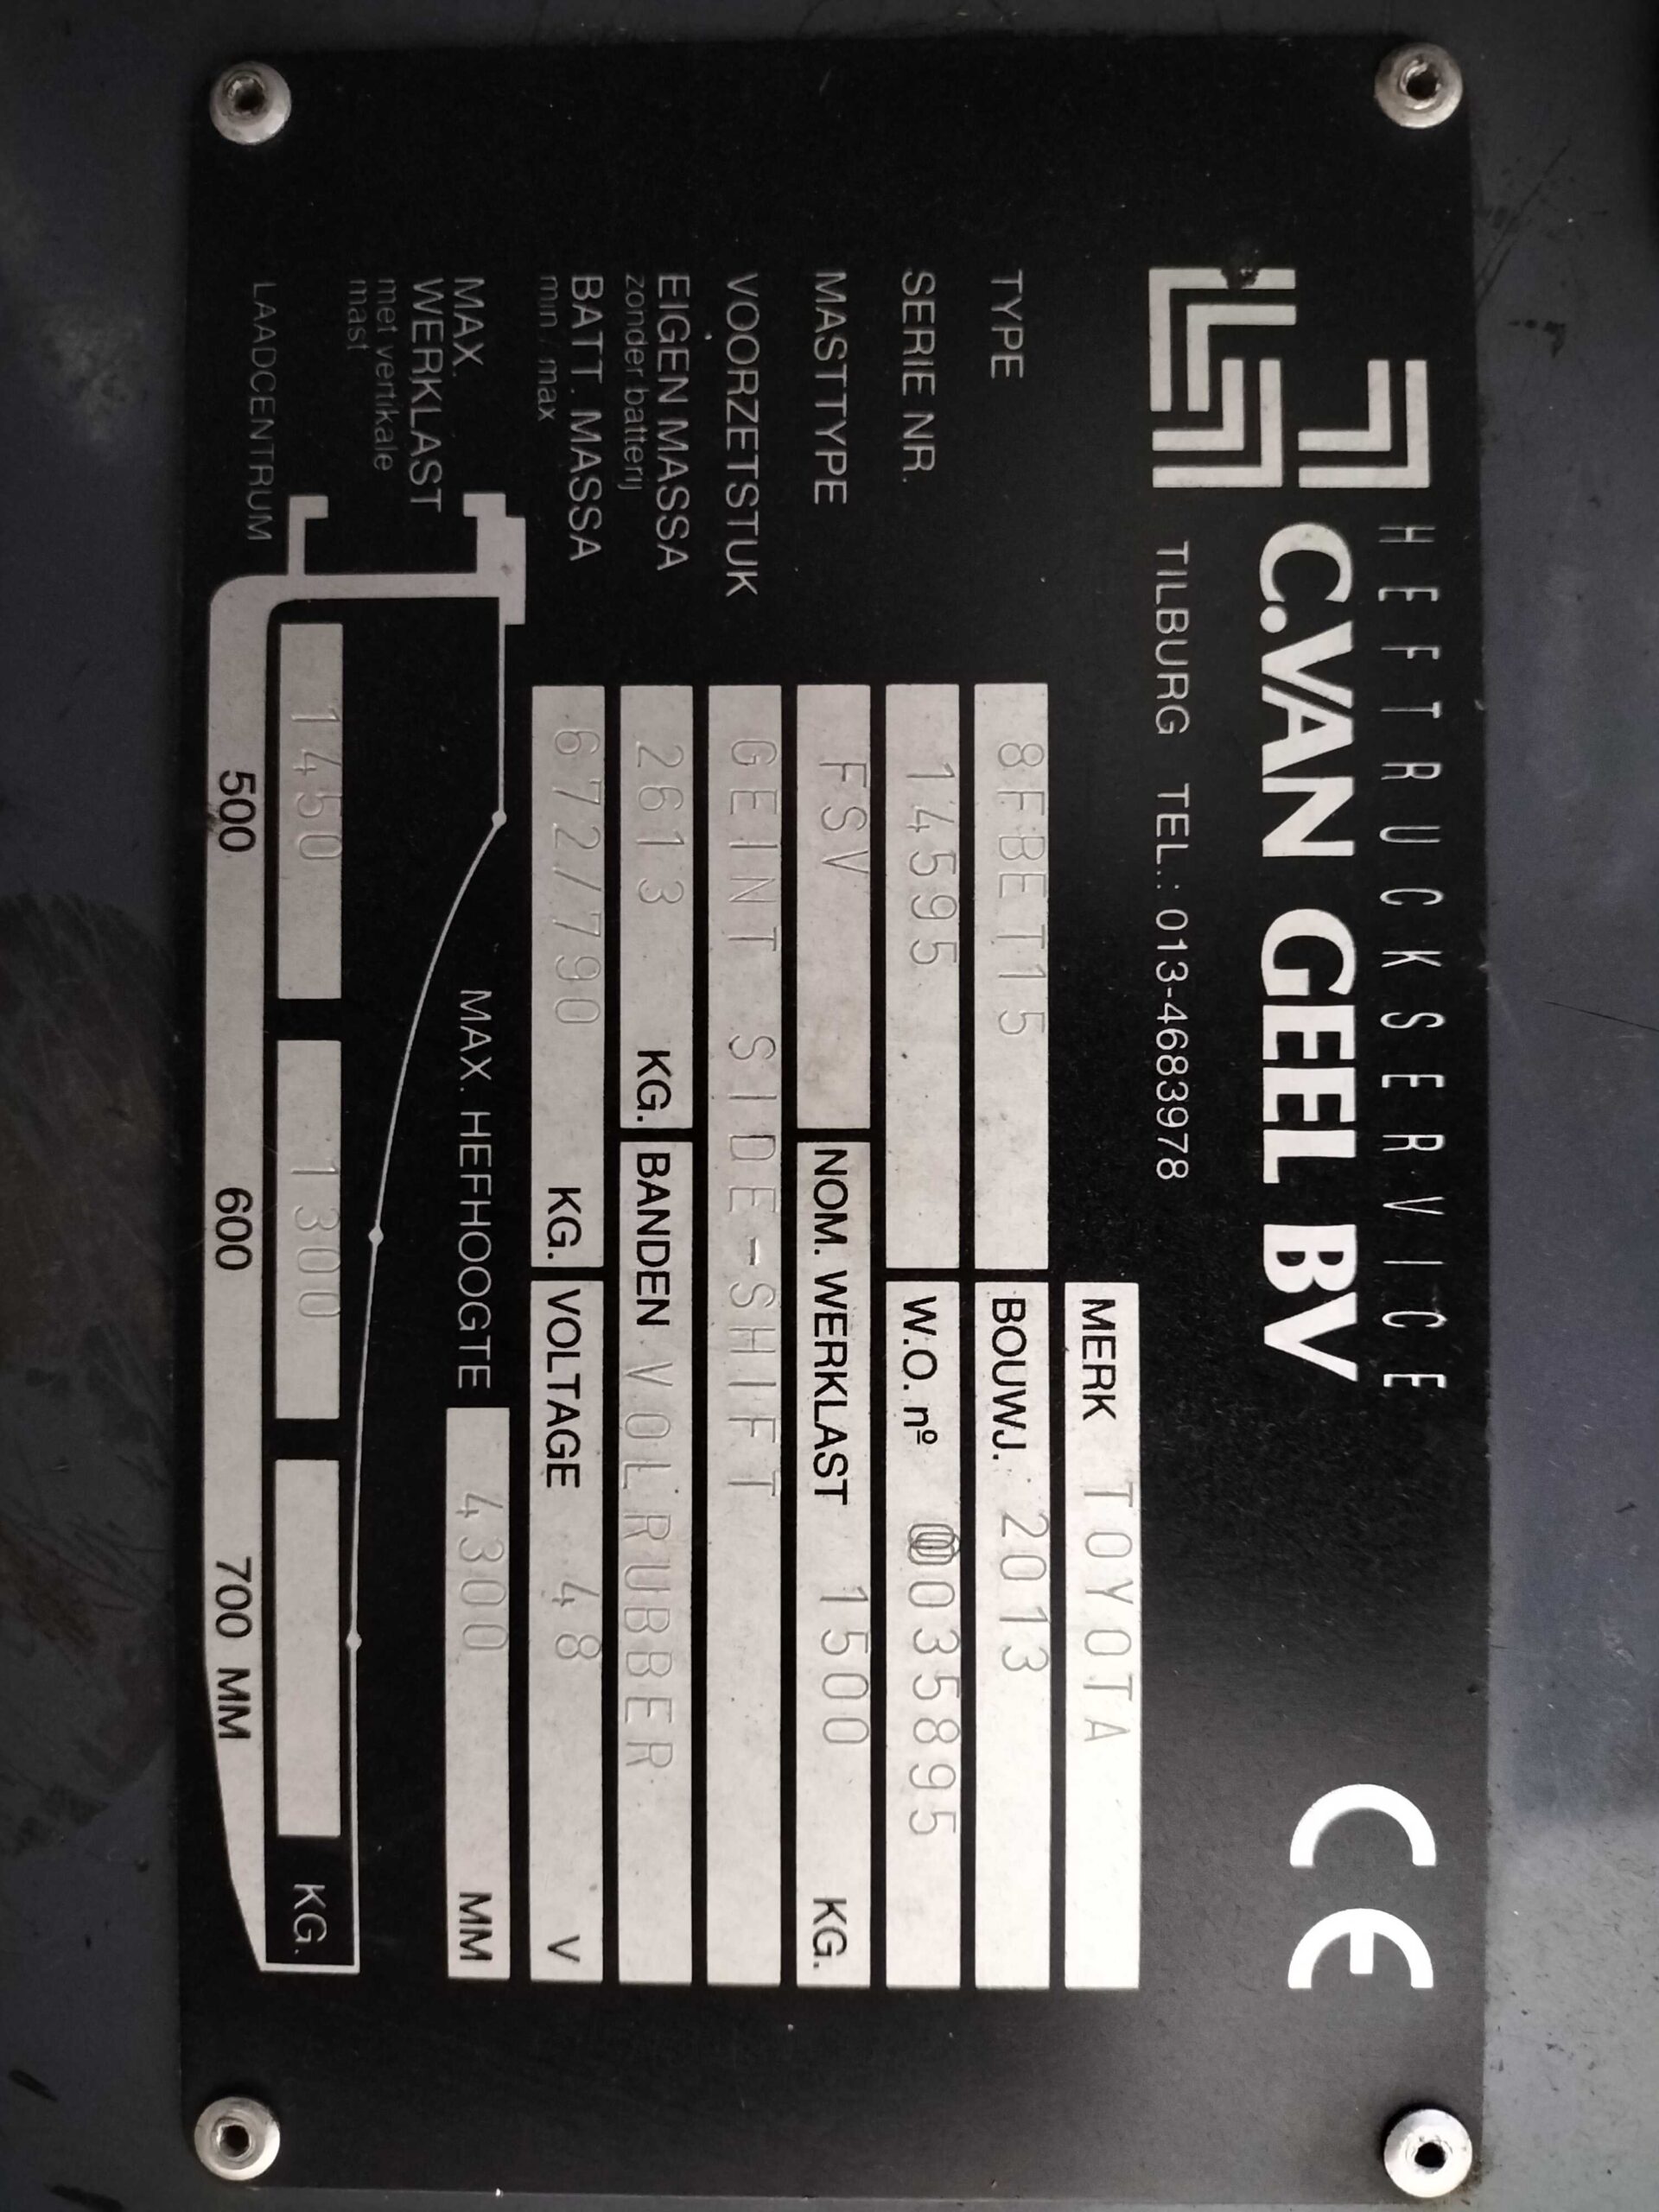 HEFTRUCKSERVICE
C.VAN GEEL BV
CE
TILBURG TEL.: 013-4683978
MERK TOYOTA
TYPE 8FBET15 BOUWJ. 2013
SERIE NR. 14595 W.O. nº 00035895
MASTTYPE FSV NOM. WERKLAST 1500 KG.
VOORZETSTUK GEINT SIDE-SHIFT
EIGEN MASSA 2613 KG. BANDEN VOLRUBBER
zonder batterij
BATT. MASSA 672/790 KG. VOLTAGE 48 V
min / max
MAX. MAX. HEFHOOGTE 4300 MM
WERKLAST
met vertikale
mast
1450 1300 KG.
LAADCENTRUM 500 600 700 MM